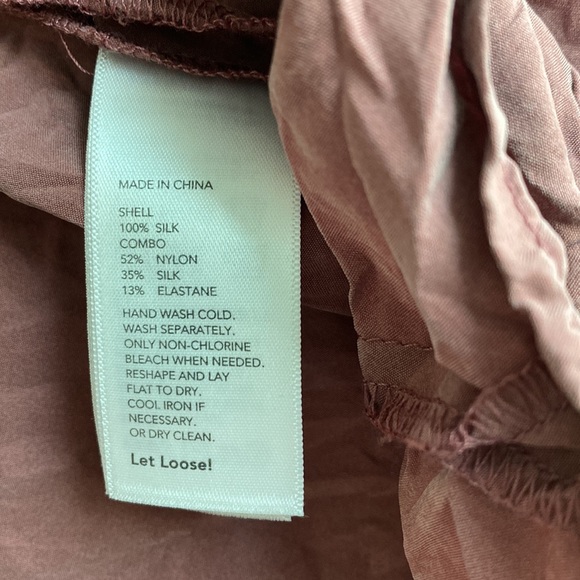 MADE IN CHINA
SHELL
100% SILK
COMBO
52% NYLON
35% SILK
13% ELASTANE
HAND WASH COLD.
WASH SEPARATELY.
ONLY NON-CHLORINE
BLEACH WHEN NEEDED.
RESHAPE AND LAY
FLAT TO DRY.
COOL IRON IF
NECESSARY.
OR DRY CLEAN.
Let Loose!